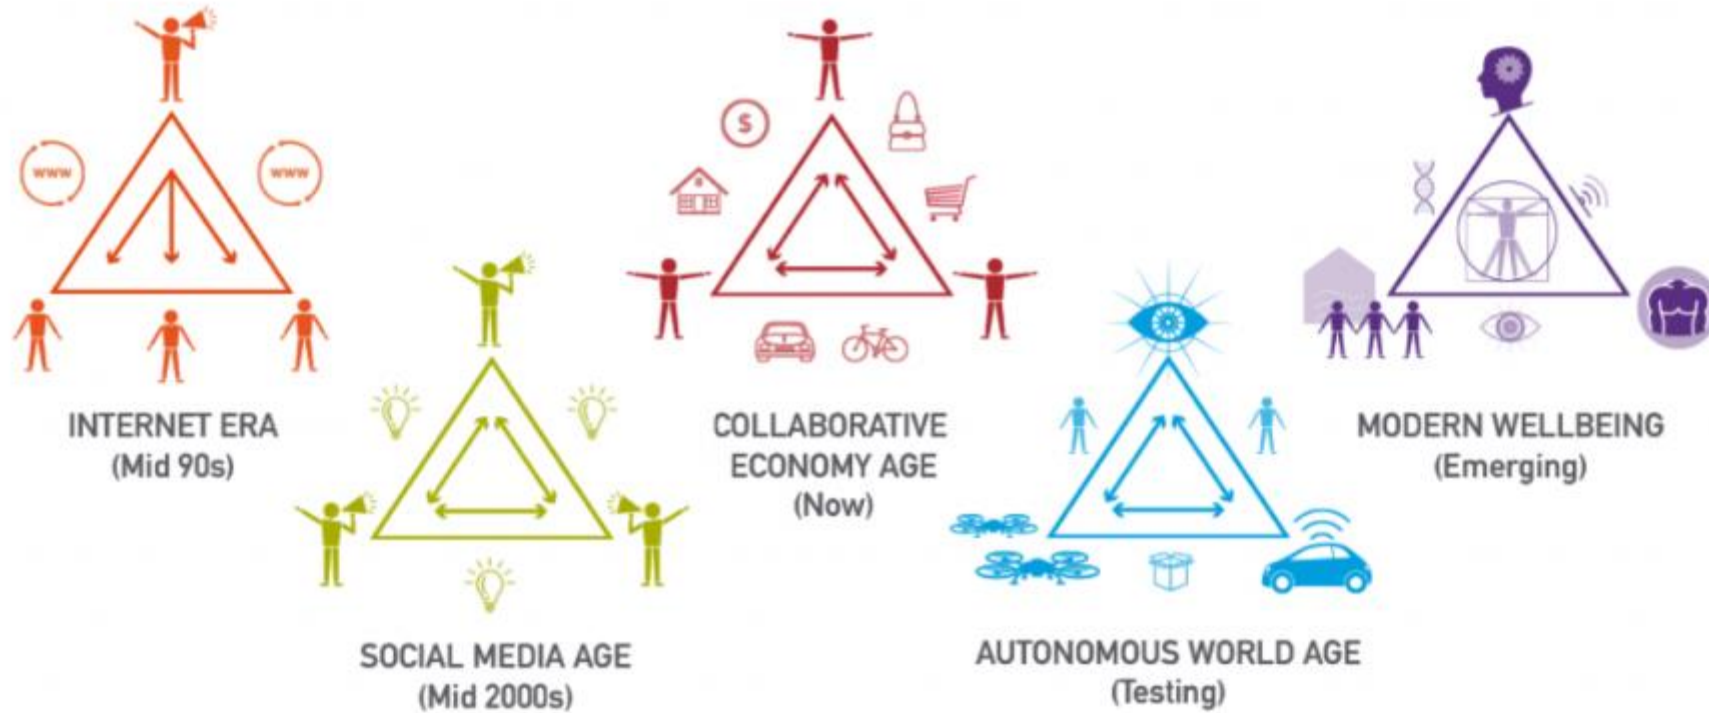 WWW
WWW
$
INTERNET ERA
(Mid 90s)
SOCIAL MEDIA AGE
(Mid 2000s)
COLLABORATIVE
ECONOMY AGE
(Now)
AUTONOMOUS WORLD AGE
(Testing)
MODERN WELLBEING
(Emerging)